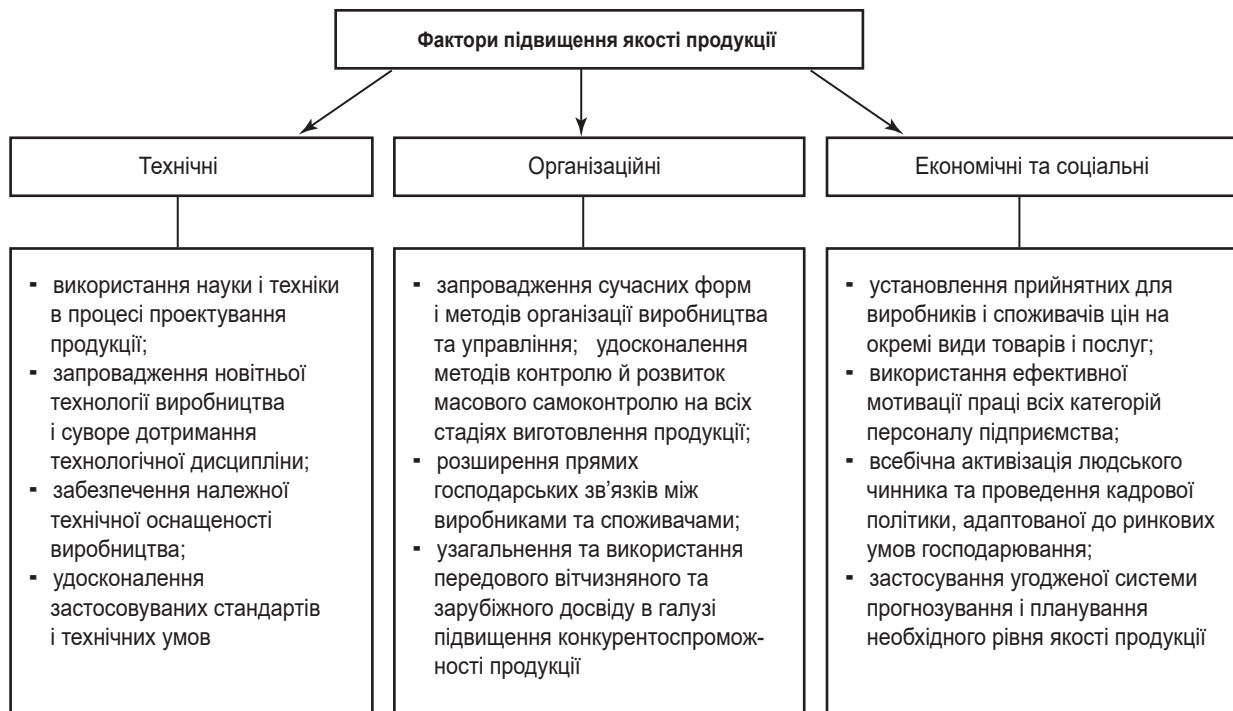 Фактори підвищення якості продукції
Технічні
Організаційні
Економічні та соціальні
- використання науки і техніки
в процесі проектування
продукції;
- запровадження новітньої
технології виробництва
і суворе дотримання
технологічної дисципліни;
- забезпечення належної
технічної оснащеності
виробництва;
- удосконалення
застосовуваних стандартів
і технічних умов
- запровадження сучасних форм
і методів організації виробництва
та управління; удосконалення
методів контролю й розвиток
масового самоконтролю на всіх
стадіях виготовлення продукції;
- розширення прямих
господарських зв’язків між
виробниками та споживачами;
- узагальнення та використання
передового вітчизняного та
зарубіжного досвіду в галузі
підвищення конкурентоспромож-
ності продукції
- установлення прийнятних для
виробників і споживачів цін на
окремі види товарів і послуг;
- використання ефективної
мотивації праці всіх категорій
персоналу підприємства;
- всебічна активізація людського
чинника та проведення кадрової
політики, адаптованої до ринкових
умов господарювання;
- застосування угодженої системи
прогнозування і планування
необхідного рівня якості продукції